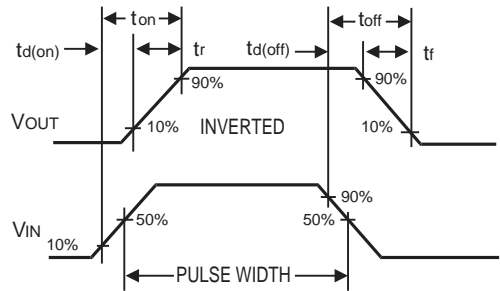 ton toff
td(on) tr td(off) tf
90% 90%
VOUT 10% INVERTED 10%
90%
50% 50%
VIN
10%
PULSE WIDTH